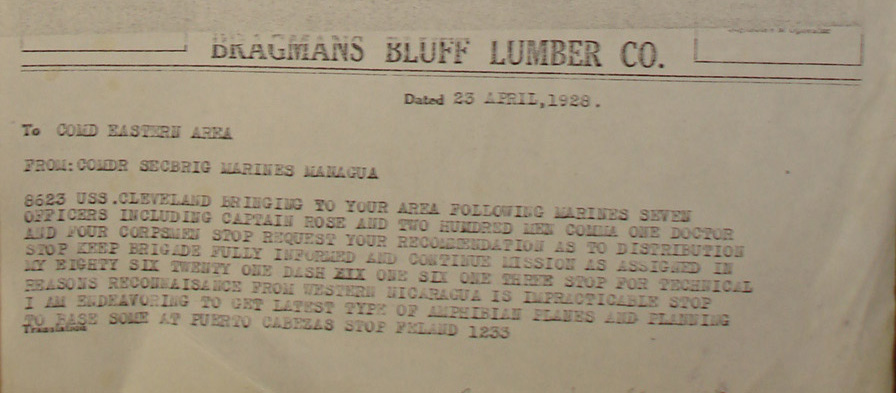 BRAGMANS BLUFF LUMBER CO.
Dated 23 APRIL,1928.
To COMD EASTERN AREA
FROM:COMDR SECBRIG MARINES MANAGUA
8623 USS.CLEVELAND BRINGING TO YOUR AREA FOLLOWING MARINES SEVEN
OFFICERS INCLUDING CAPTAIN ROSE AND TWO HUNDRED MEN COMMA ONE DOCTOR
AND FOUR CORPSMEN STOP REQUEST YOUR RECOMMENDATION AS TO DISTRIBUTION
STOP KEEP BRIGADE FULLY INFORMED AND CONTINUE MISSION AS ASSIGNED IN
MY EIGHTY SIX TWENTY ONE DASH SIX ONE SIX ONE THREE STOP FOR TECHNICAL
REASONS RECONNAISANCE FROM WESTERN NICARAGUA IS IMPRACTICABLE STOP
I AM ENDEAVORING TO GET LATEST TYPE OF AMPHIBIAN PLANES AND PLANNING
TO BASE SOME AT PUERTO CABEZAS STOP FELAND 1233
Translation